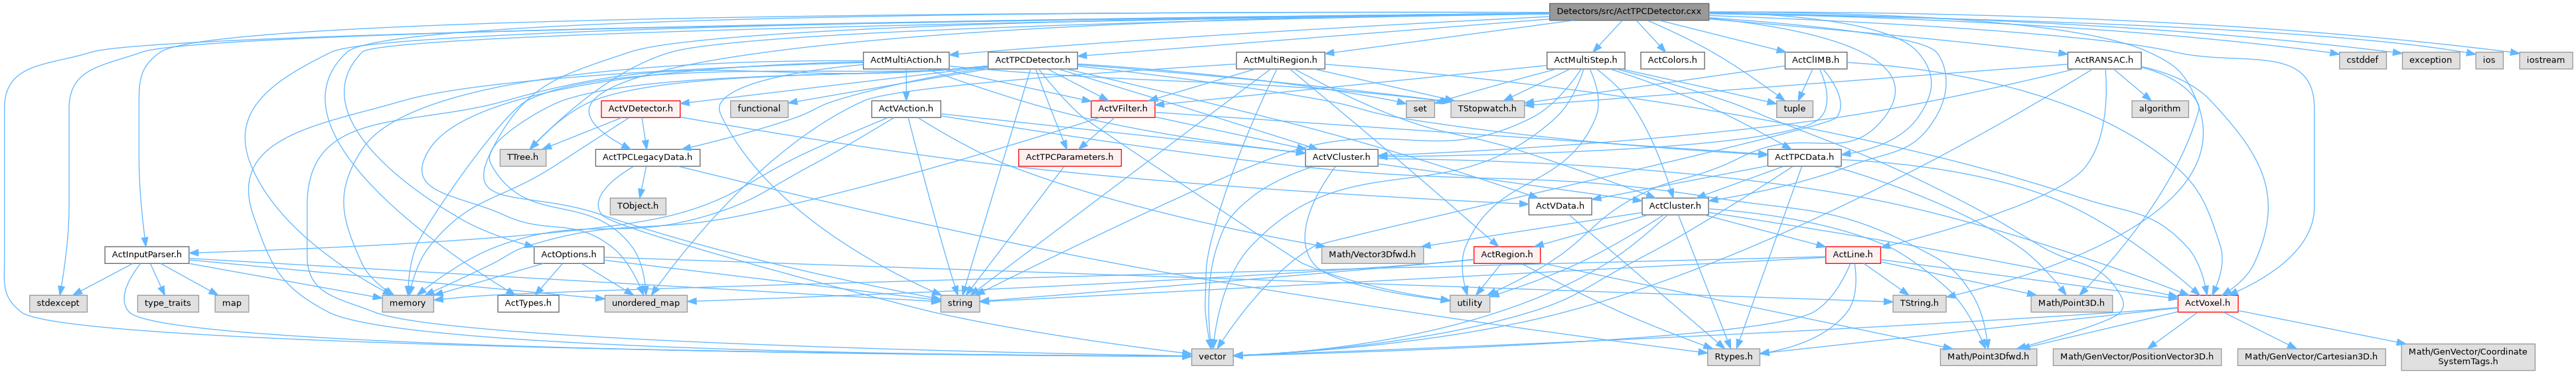 Detectors/src/ActTPCDetector.cxx
ActMultiAction.h
ActTPCDetector.h
ActMultiRegion.h
ActMultiStep.h
ActColors.h
ActClIMB.h
ActRANSAC.h
cstddef
exception
ios
iostream
ActVDetector.h
functional
ActVAction.h
ActVFilter.h
set
TStopwatch.h
tuple
algorithm
TTree.h
ActTPCLegacyData.h
ActTPCParameters.h
ActVCluster.h
ActTPCData.h
TObject.h
ActVData.h
ActCluster.h
ActInputParser.h
ActOptions.h
Math/Vector3Dfwd.h
ActRegion.h
ActLine.h
stdexcept
type_traits
map
memory
ActTypes.h
unordered_map
string
utility
TString.h
Math/Point3D.h
ActVoxel.h
vector
Rtypes.h
Math/Point3Dfwd.h
Math/GenVector/PositionVector3D.h
Math/GenVector/Cartesian3D.h
Math/GenVector/Coordinate
SystemTags.h